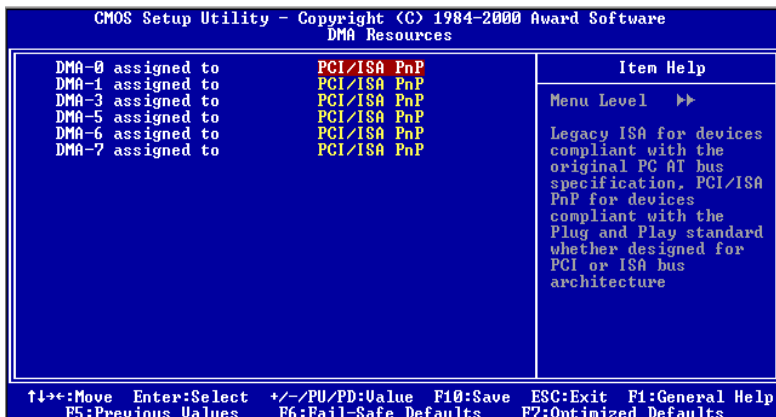 CMOS Setup Utility - Copyright (C) 1984-2000 Award Software
DMA Resources
DMA-0 assigned to PCI/ISA PnP
DMA-1 assigned to PCI/ISA PnP
DMA-3 assigned to PCI/ISA PnP
DMA-5 assigned to PCI/ISA PnP
DMA-6 assigned to PCI/ISA PnP
DMA-7 assigned to PCI/ISA PnP
Item Help
Menu Level ▶▶
Legacy ISA for devices
compliant with the
original PC AT bus
specification, PCI/ISA
PnP for devices
compliant with the
Plug and Play standard
whether designed for
PCI or ISA bus
architecture
↑↓→←:Move Enter:Select +/-/PU/PD:Value F10:Save ESC:Exit F1:General Help
F5:Previous Values F6:Fail-Safe Defaults F7:Optimized Defaults